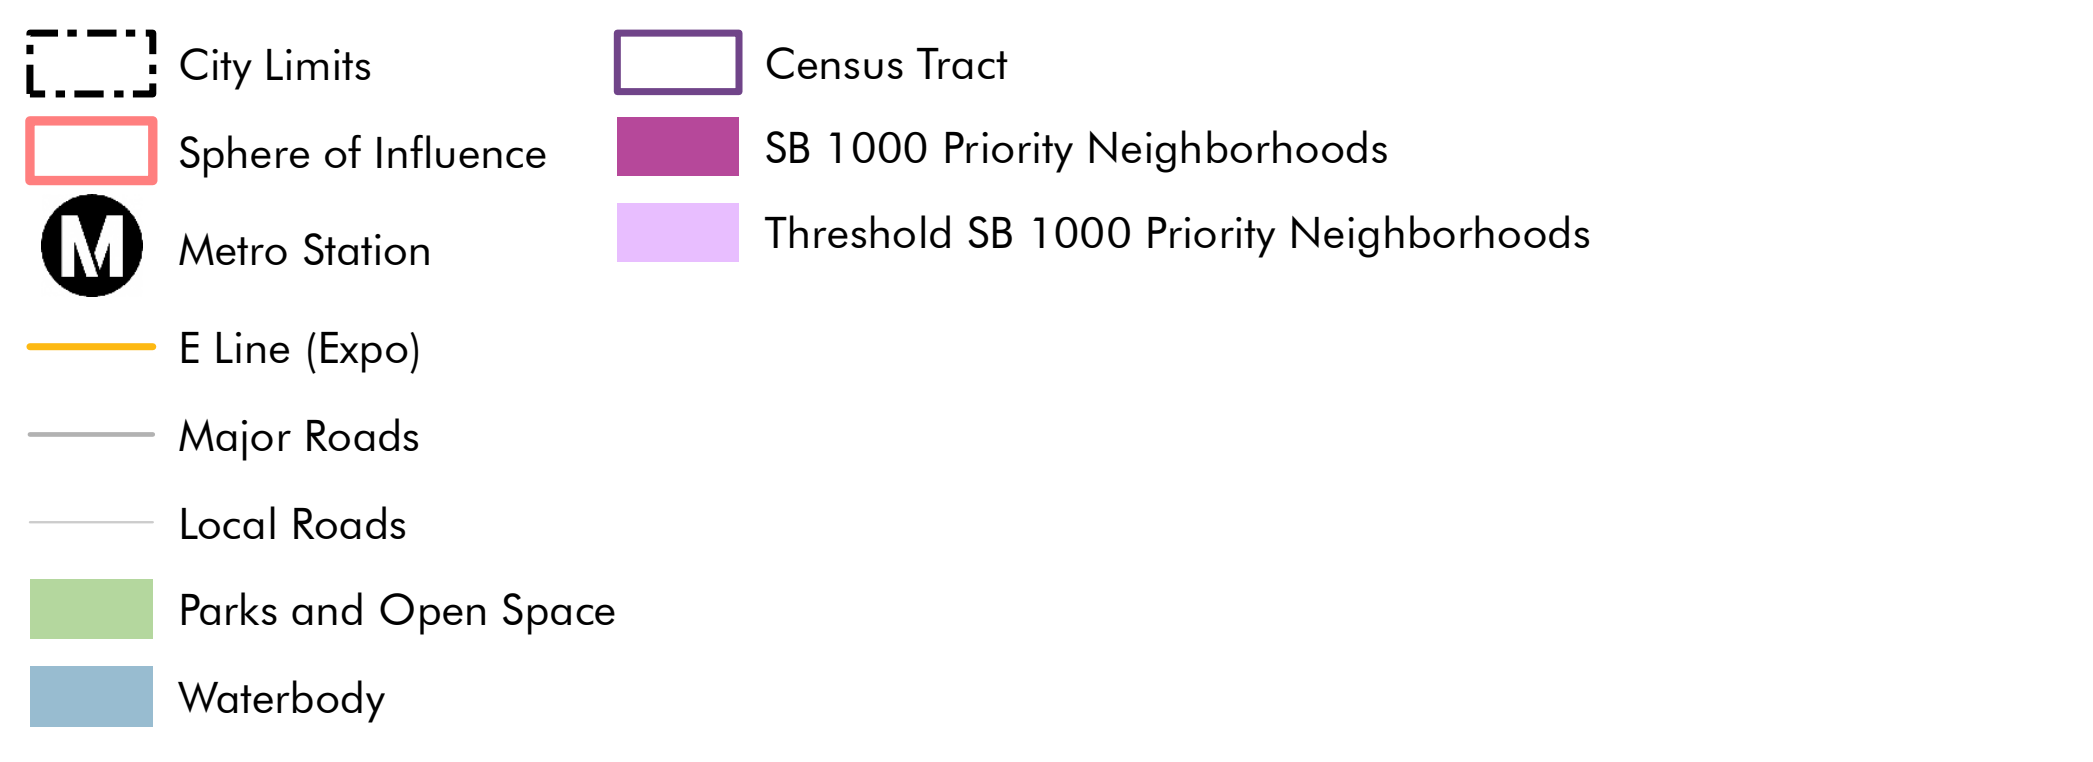 City Limits
Sphere of Influence
M
Metro Station
E Line (Expo)
Major Roads
Local Roads
Parks and Open Space
Waterbody
Census Tract
SB 1000 Priority Neighborhoods
Threshold SB 1000 Priority Neighborhoods